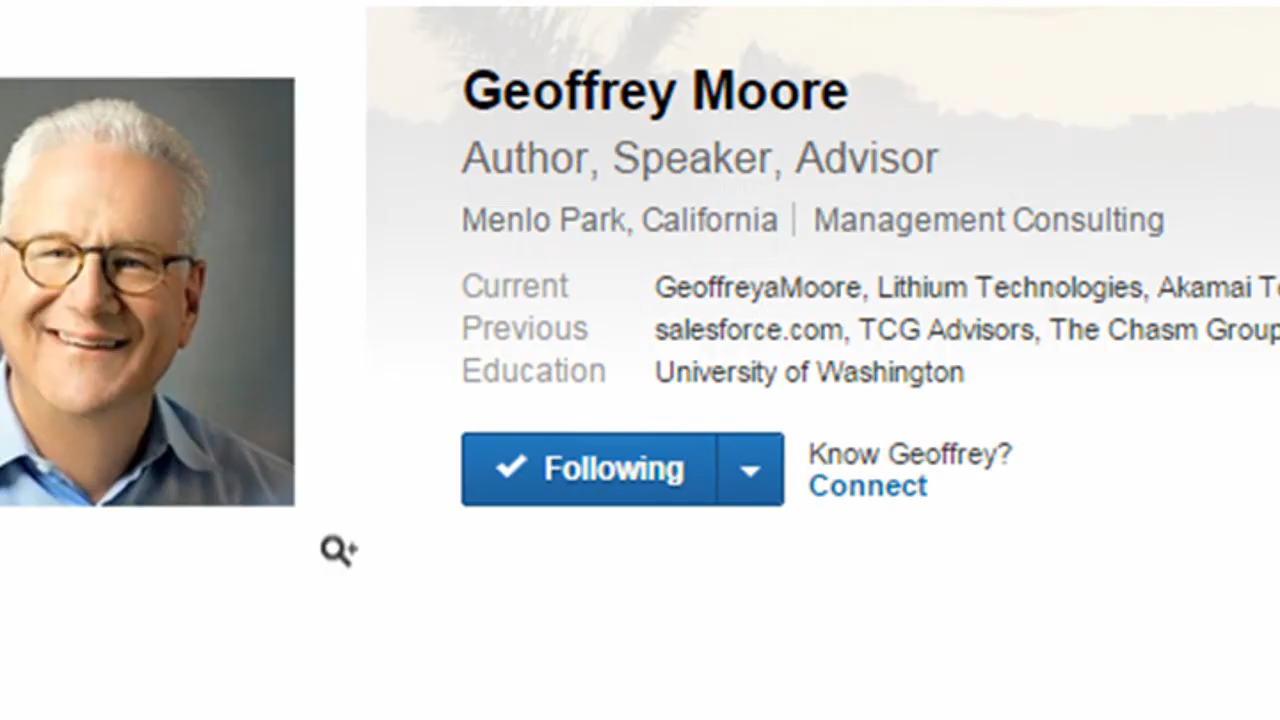 Geoffrey Moore
Author, Speaker, Advisor
Menlo Park, California | Management Consulting
Current GeoffreyaMoore, Lithium Technologies, Akamai
Previous salesforce.com, TCG Advisors, The Chasm Group
Education University of Washington
Following
Know Geoffrey?
Connect